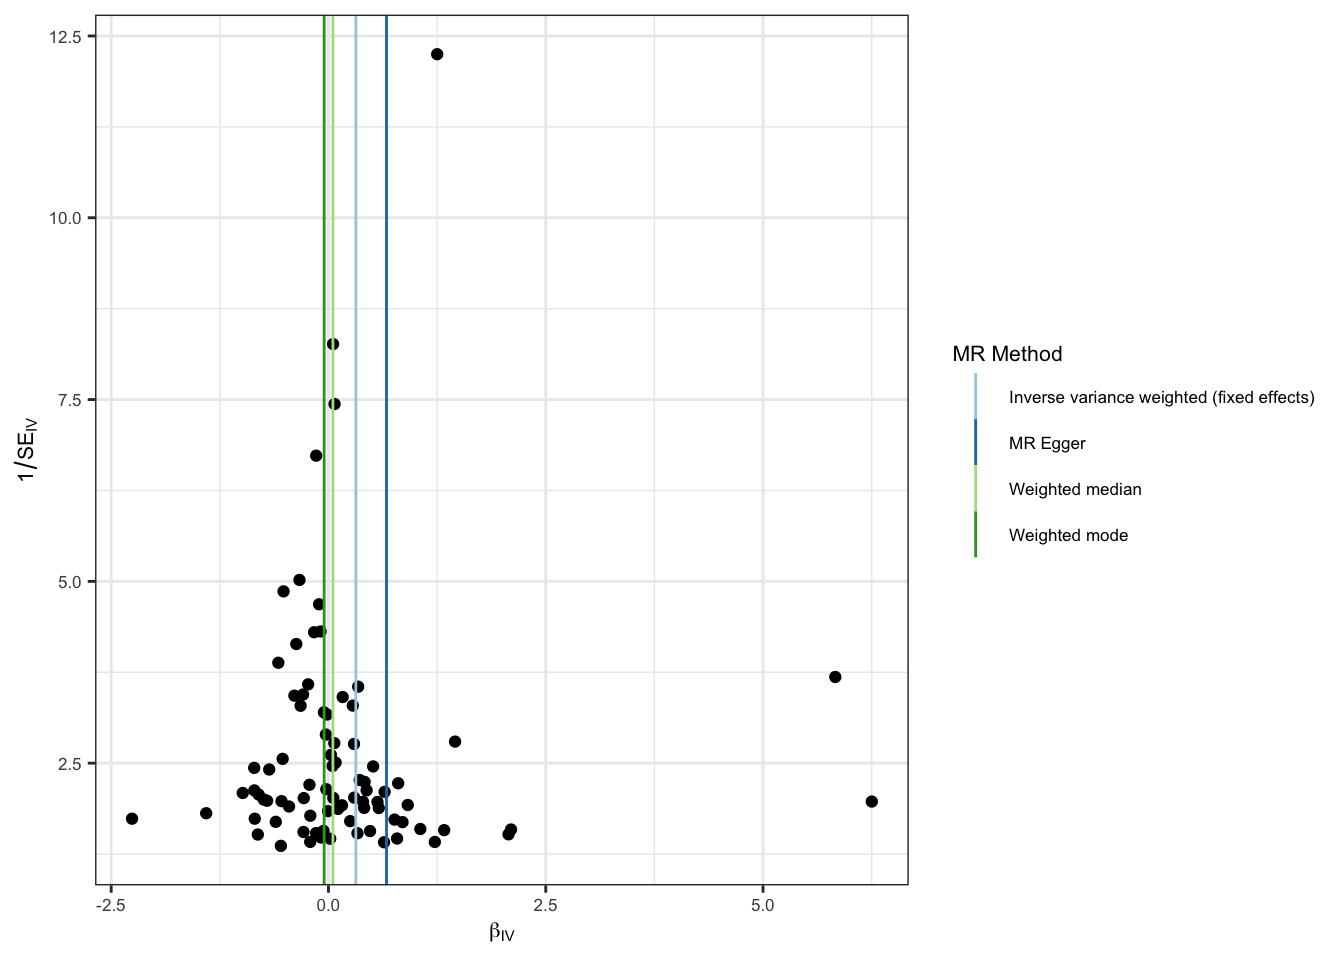 12.5
10.0
7.5
5.0
2.5
1/SE_IV
-2.5
0.0
2.5
5.0
β_IV
MR Method
Inverse variance weighted (fixed effects)
MR Egger
Weighted median
Weighted mode